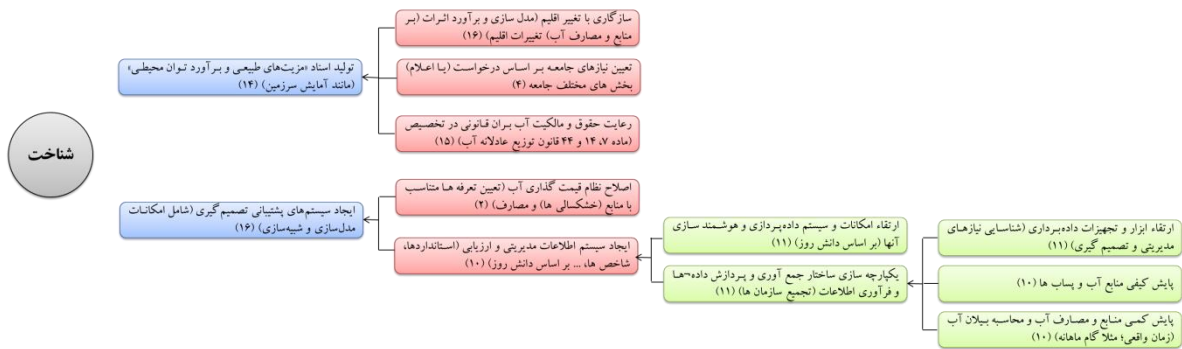 سازگاری با تغییر اقلیم (مدل سازی و برآورد اثرات (بر
منابع و مصارف آب) تغییرات اقلیم) (۱۶)
تولید اسناد «مزیت‌های طبیعی و برآورد توان محیطی»
(مانند آمایش سرزمین) (۱۴)
تعیین نیازهای جامعه بر اساس درخواست (یا اعلام)
بخش های مختلف جامعه (۴)
رعایت حقوق و مالکیت آب بران قانونی در تخصیص
(ماده ۷، ۱۴ و ۴۴ قانون توزیع عادلانه آب) (۱۵)
شناخت
اصلاح نظام قیمت گذاری آب (تعیین تعرفه ها متناسب
با منابع (خشکسالی ها) و مصارف) (۲)
ایجاد سیستم‌های پشتیبانی تصمیم‌گیری (شامل امکانات
مدل‌سازی و شبیه‌سازی) (۱۶)
ایجاد سیستم اطلاعات مدیریتی و ارزیابی (استانداردها،
شاخص ها، ... بر اساس دانش روز) (۱۰)
ارتقاء امکانات و سیستم داده‌پردازی و هوشمند سازی
آنها (بر اساس دانش روز) (۱۱)
یکپارچه سازی ساختار جمع آوری و پردازش داده¬ها
و فرآوری اطلاعات (تجمیع سازمان ها) (۱۱)
ارتقاء ابزار و تجهیزات داده‌برداری (شناسایی نیازهای
مدیریتی و تصمیم گیری) (۱۱)
پایش کیفی منابع آب و پساب ها (۱۰)
پایش کمی منابع و مصارف آب و محاسبه بیلان آب
(زمان واقعی؛ مثلا گام ماهانه) (۱۰)